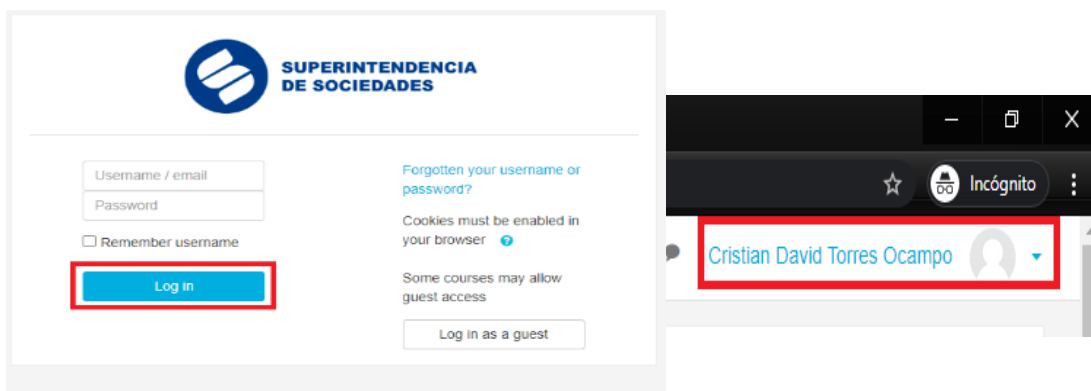 SUPERINTENDENCIA
DE SOCIEDADES
Username / email
Password
Remember username
Log in
Forgotten your username or
password?
Cookies must be enabled in
your browser ?
Some courses may allow
guest access
Log in as a guest
Incógnito
Cristian David Torres Ocampo